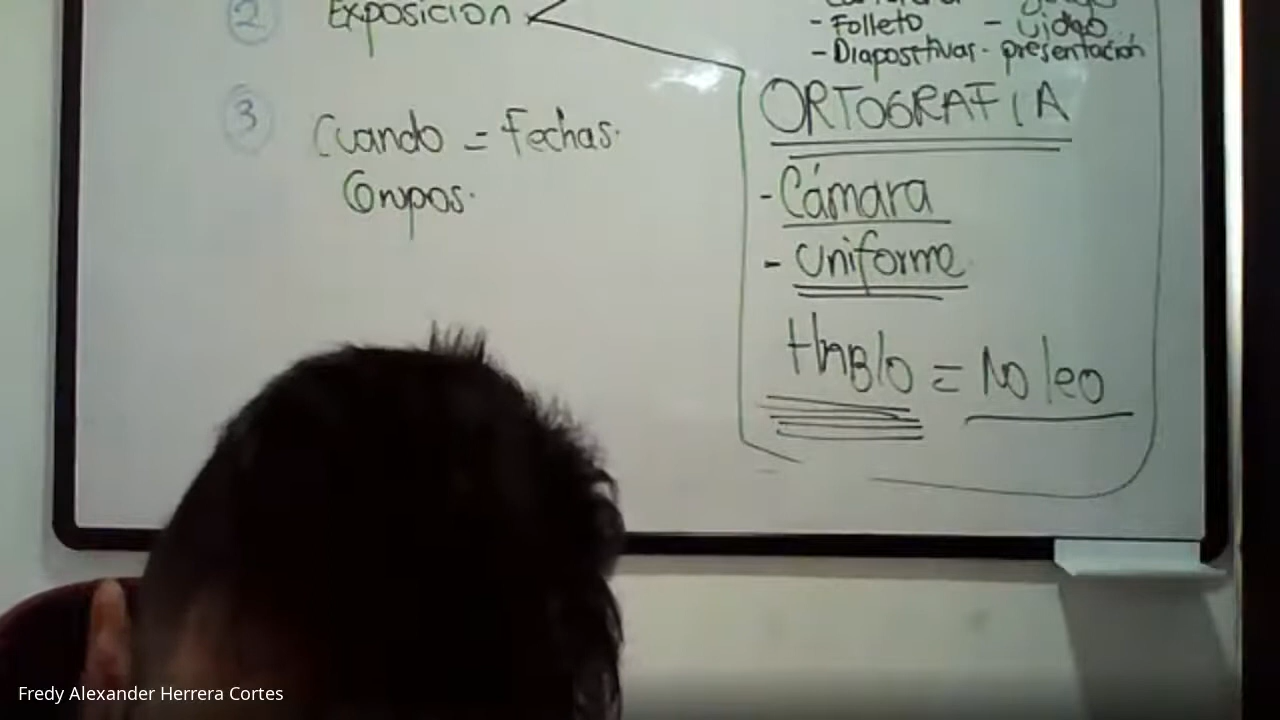 2 Exposición
- Folleto - video
- Diapositivas - presentación
3 Cuando = Fechas.
Grupos.
ORTOGRAFIA
- Cámara
- Uniforme
HABlo = No leo
Fredy Alexander Herrera Cortes